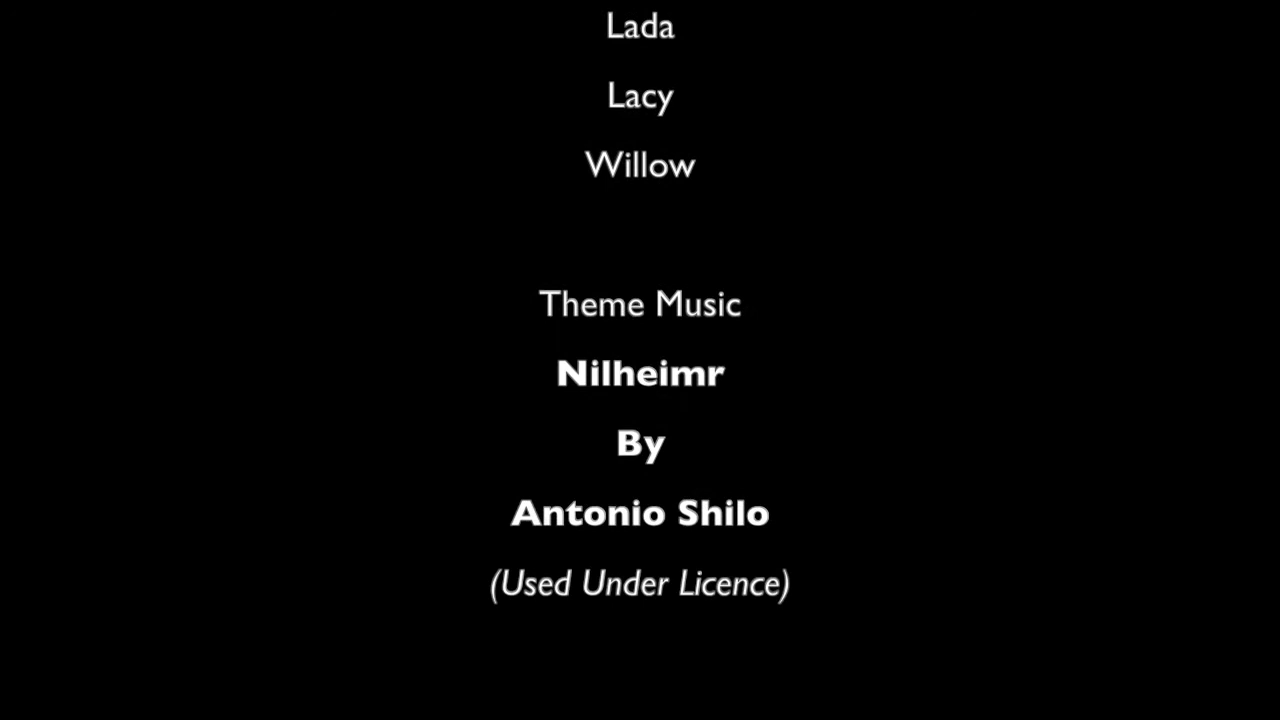 Lada
Lacy
Willow
Theme Music
Nilheimr
By
Antonio Shilo
(Used Under Licence)